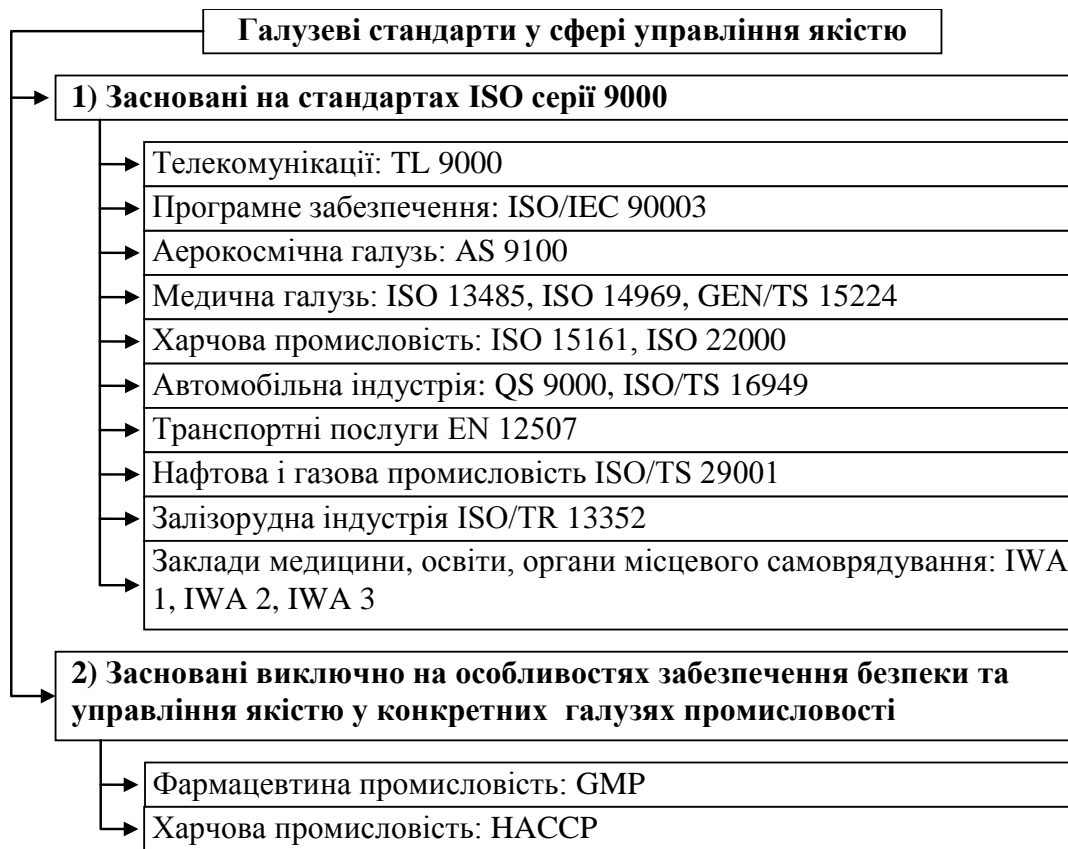 Галузеві стандарти у сфері управління якістю
1) Засновані на стандартах ISO серії 9000
Телекомунікації: TL 9000
Програмне забезпечення: ISO/IEC 90003
Аерокосмічна галузь: AS 9100
Медична галузь: ISO 13485, ISO 14969, GEN/TS 15224
Харчова промисловість: ISO 15161, ISO 22000
Автомобільна індустрія: QS 9000, ISO/TS 16949
Транспортні послуги EN 12507
Нафтова і газова промисловість ISO/TS 29001
Залізорудна індустрія ISO/TR 13352
Заклади медицини, освіти, органи місцевого самоврядування: IWA
1, IWA 2, IWA 3
2) Засновані виключно на особливостях забезпечення безпеки та
управління якістю у конкретних галузях промисловості
Фармацевтина промисловість: GMP
Харчова промисловість: HACCP